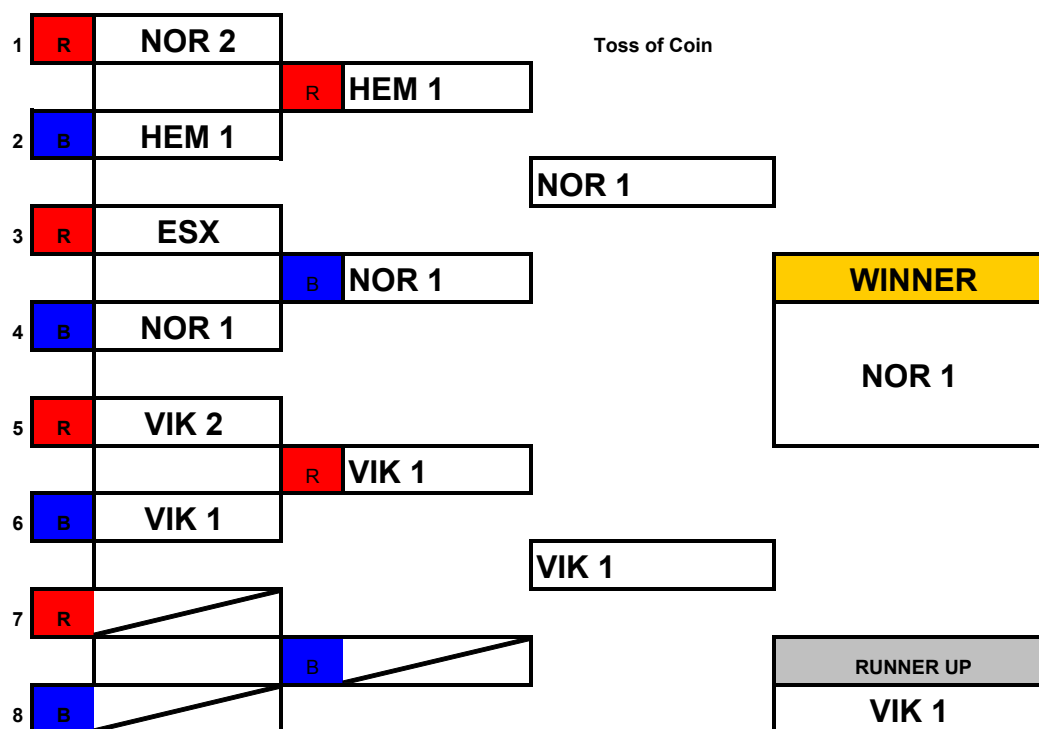 1 R NOR 2 Toss of Coin
R HEM 1
2 B HEM 1
NOR 1
3 R ESX
B NOR 1 WINNER
4 B NOR 1
NOR 1
5 R VIK 2
R VIK 1
6 B VIK 1
VIK 1
7 R
B RUNNER UP
8 B VIK 1